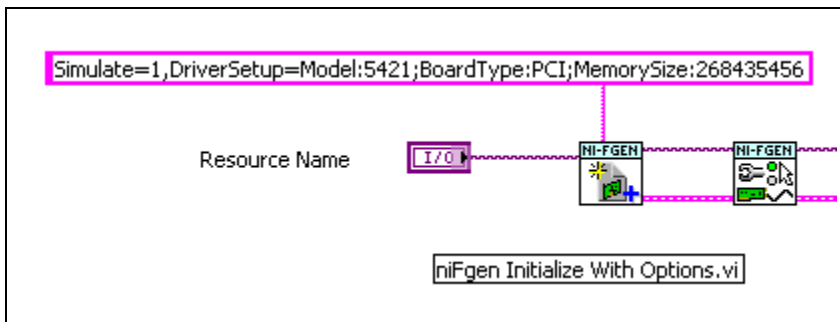 Simulate=1,DriverSetup=Model:5421;BoardType:PCI;MemorySize:268435456
Resource Name
I/O
NI-FGEN
NI-FGEN
niFgen Initialize With Options.vi